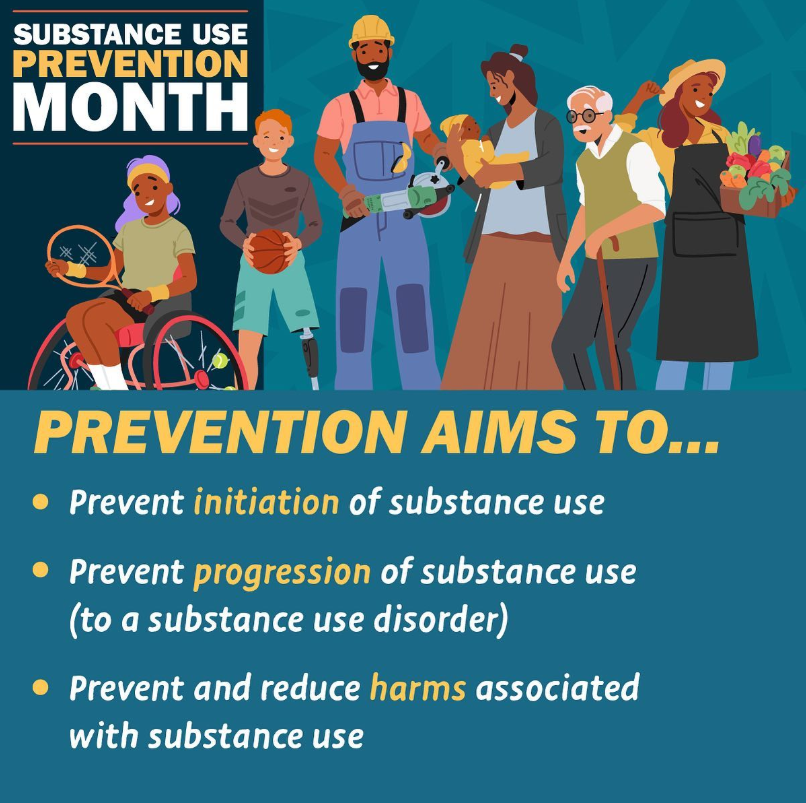 SUBSTANCE USE
PREVENTION
MONTH
PREVENTION AIMS TO...
• Prevent initiation of substance use
• Prevent progression of substance use
(to a substance use disorder)
• Prevent and reduce harms associated
with substance use